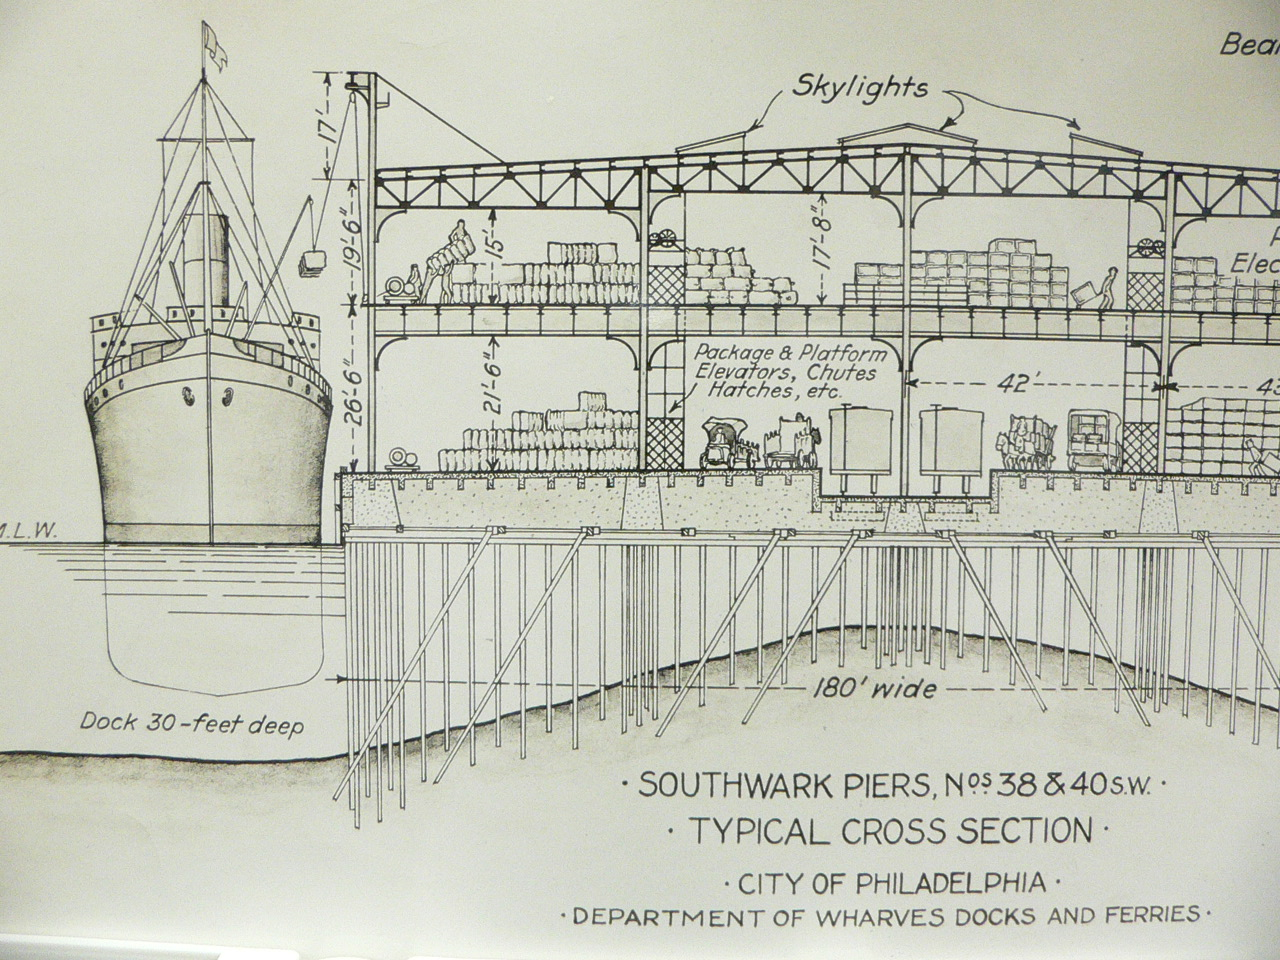 Skylights
17'
19'-6"
15'
17'-8"
26'-6"
21'-6"
Package & Platform
Elevators, Chutes
Hatches, etc.
42'
180' wide
Dock 30-feet deep
· SOUTHWARK PIERS, Nos 38 & 40 S.W. ·
· TYPICAL CROSS SECTION ·
· CITY OF PHILADELPHIA ·
· DEPARTMENT OF WHARVES DOCKS AND FERRIES ·